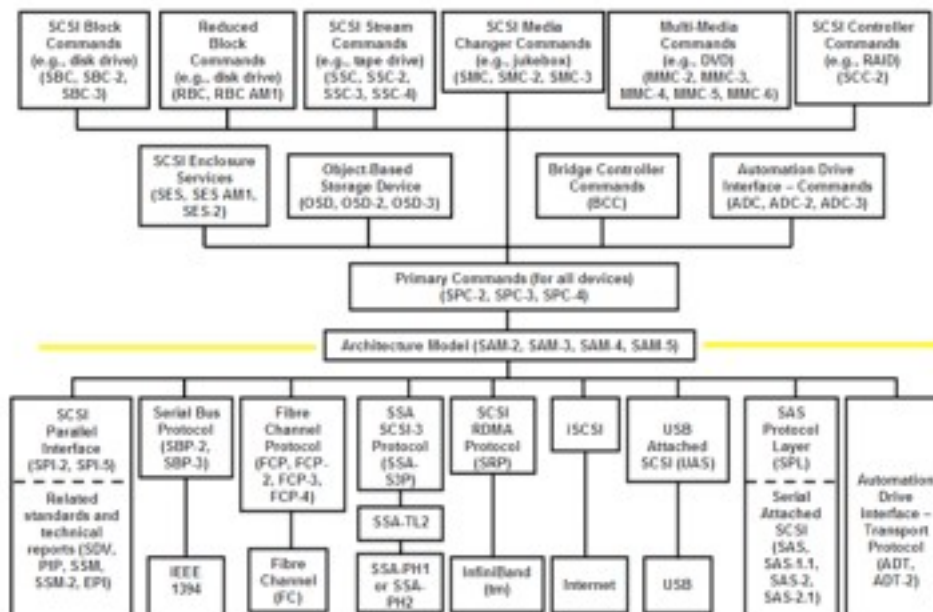 SCSI Block
Commands
(e.g., disk drive)
(SBC, SBC-2,
SBC-3)
Reduced
Block
Commands
(e.g., disk drive)
(RBC, RBC AM1)
SCSI Stream
Commands
(e.g., tape drive)
(SSC, SSC-2,
SSC-3, SSC-4)
SCSI Media
Changer Commands
(e.g., jukebox)
(SMC, SMC-2, SMC-3
Multi-Media
Commands
(e.g., DVD)
(MMC-2, MMC-3,
MMC-4, MMC-5, MMC-6)
SCSI Controller
Commands
(e.g., RAID)
(SCC-2)
SCSI Enclosure
Services
(SES, SES AM1,
SES-2)
Object-Based
Storage Device
(OSD, OSD-2, OSD-3)
Bridge Controller
Commands
(BCC)
Automation Drive
Interface – Commands
(ADC, ADC-2, ADC-3)
Primary Commands (for all devices)
(SPC-2, SPC-3, SPC-4)
Architecture Model (SAM-2, SAM-3, SAM-4, SAM-5)
SCSI
Parallel
Interface
(SPI-2, SPI-5)
Related
standards and
technical
reports (SDV,
PIP, SSM,
SSM-2, EPI)
Serial Bus
Protocol
(SBP-2,
SBP-3)
IEEE
1394
Fibre
Channel
Protocol
(FCP, FCP-
2, FCP-3,
FCP-4)
Fibre
Channel
(FC)
SSA
SCSI-3
Protocol
(SSA-
S3P)
SSA-TL2
SSA-PH1
or SSA-
PH2
SCSI
RDMA
Protocol
(SRP)
InfiniBand
(tm)
iSCSI
Internet
USB
Attached
SCSI (UAS)
USB
SAS
Protocol
Layer
(SPL)
Serial
Attached
SCSI
(SAS,
SAS-1.1,
SAS-2,
SAS-2.1)
Automation
Drive
Interface –
Transport
Protocol
(ADT,
ADT-2)